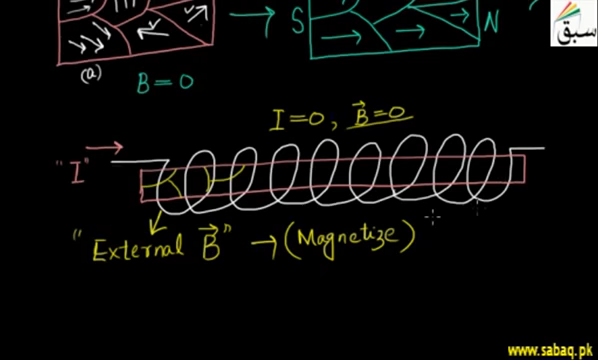 سبق
S
N
(a)
B = 0
I = 0, B⃗ = 0
"I"
"External B⃗" → (Magnetize)
www.sabaq.pk